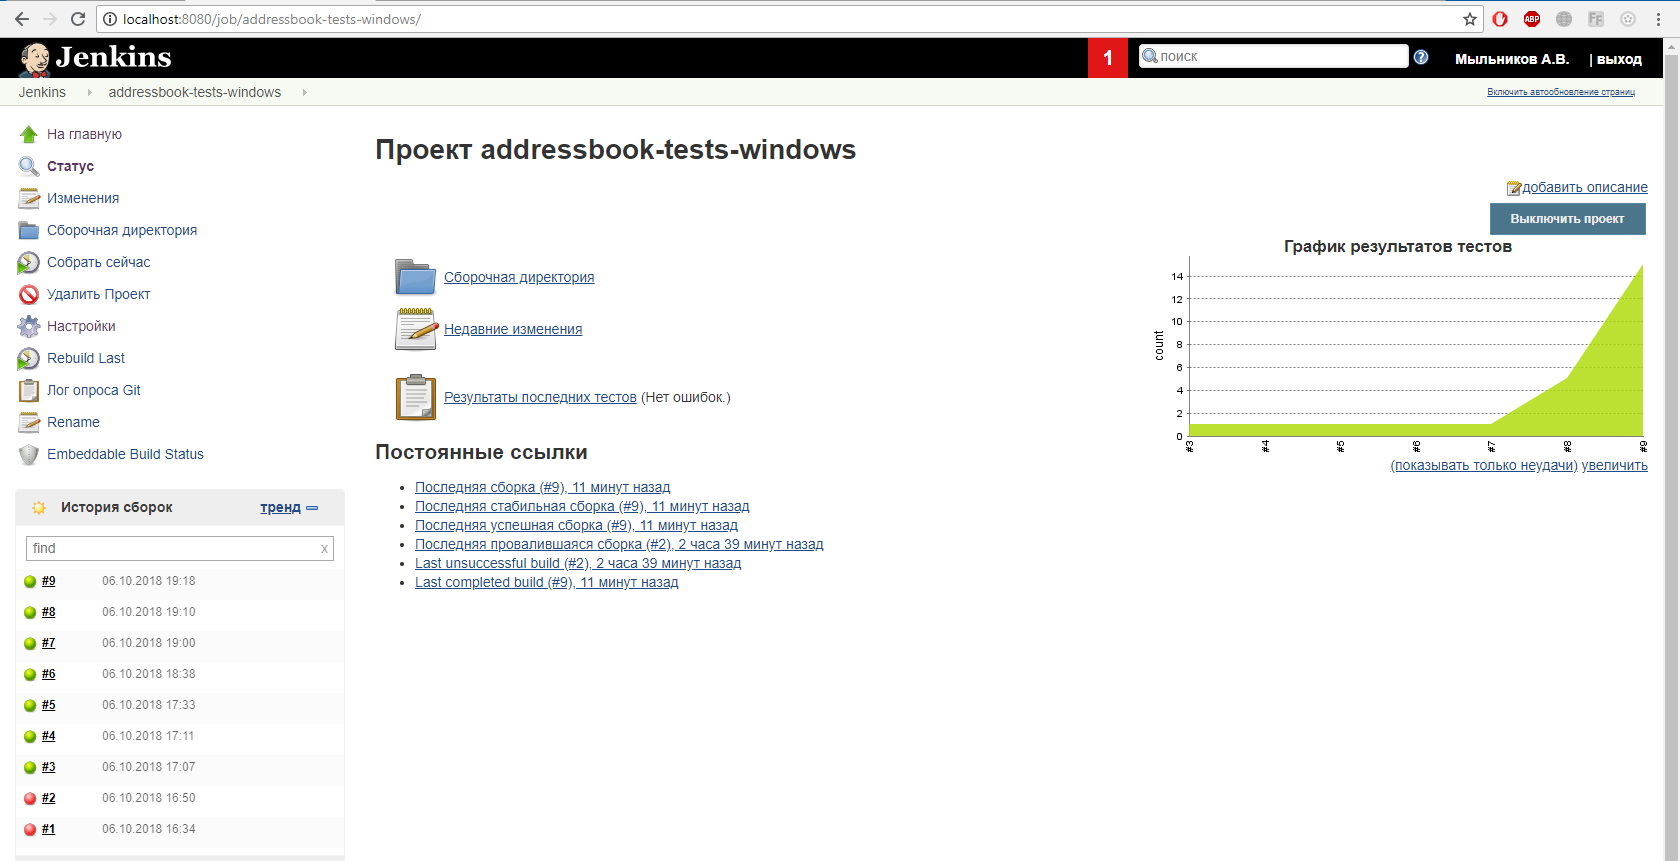 localhost:8080/job/addressbook-tests-windows/
ABP
FF
Jenkins
1
поиск
Мыльников А.В.
| выход
Jenkins
addressbook-tests-windows
Включить автообновление страниц
На главную
Статус
Изменения
Сборочная директория
Собрать сейчас
Удалить Проект
Настройки
Rebuild Last
Лог опроса Git
Rename
Embeddable Build Status
История сборок
тренд
find
x
#9 06.10.2018 19:18
#8 06.10.2018 19:10
#7 06.10.2018 19:00
#6 06.10.2018 18:38
#5 06.10.2018 17:33
#4 06.10.2018 17:11
#3 06.10.2018 17:07
#2 06.10.2018 16:50
#1 06.10.2018 16:34
Проект addressbook-tests-windows
добавить описание
Выключить проект
Сборочная директория
Недавние изменения
Результаты последних тестов (Нет ошибок.)
Постоянные ссылки
Последняя сборка (#9), 11 минут назад
Последняя стабильная сборка (#9), 11 минут назад
Последняя успешная сборка (#9), 11 минут назад
Последняя провалившаяся сборка (#2), 2 часа 39 минут назад
Last unsuccessful build (#2), 2 часа 39 минут назад
Last completed build (#9), 11 минут назад
График результатов тестов
count
14
12
10
8
6
4
2
0
#3 #4 #5 #6 #7 #8 #9
(показывать только неудачи) увеличить